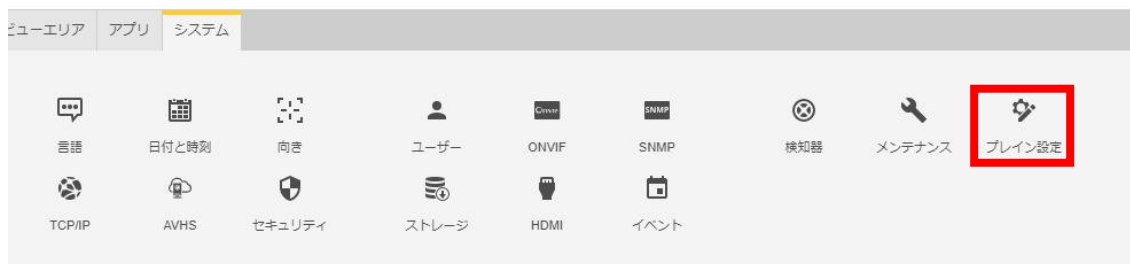 ビューエリア アプリ システム
言語 日付と時刻 向き ユーザー ONVIF SNMP 検知器 メンテナンス プレイン設定
TCP/IP AVHS セキュリティ ストレージ HDMI イベント